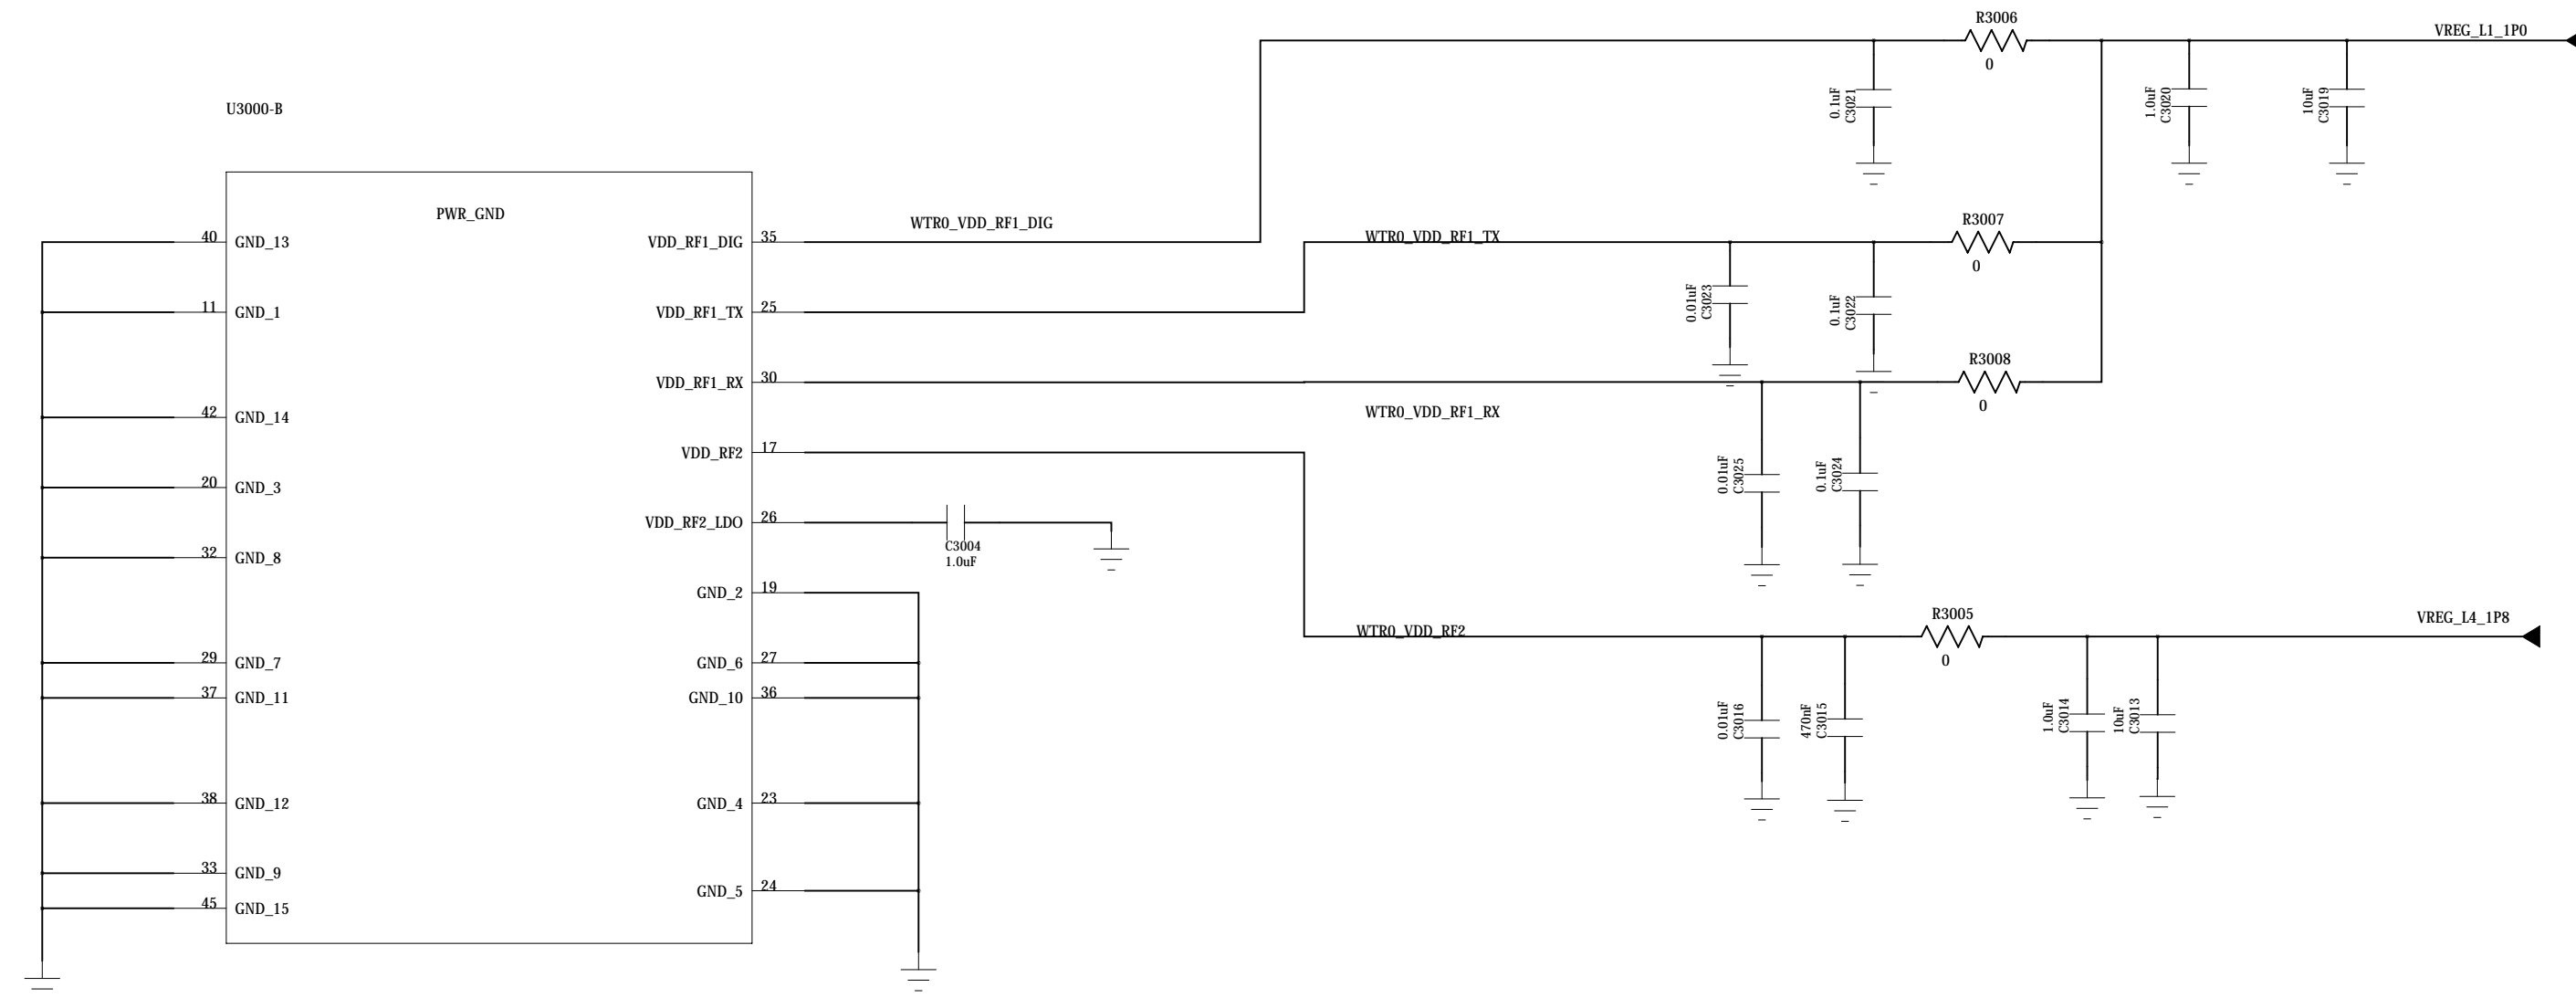 R3006
VREG_L1_1P0
0
0.1uF
C3021
1.0uF
C3020
10uF
C3019
U3000-B
PWR_GND
40 GND_13
VDD_RF1_DIG 35
WTR0_VDD_RF1_DIG
WTR0_VDD_RF1_TX
R3007
0
11 GND_1
VDD_RF1_TX 25
0.01uF
C3023
0.1uF
C3022
VDD_RF1_RX 30
R3008
0
WTR0_VDD_RF1_RX
42 GND_14
VDD_RF2 17
0.01uF
C3025
0.1uF
C3024
20 GND_3
VDD_RF2_LDO 26
C3004
1.0uF
32 GND_8
GND_2 19
R3005
VREG_L4_1P8
WTR0_VDD_RF2
0
29 GND_7
GND_6 27
37 GND_11
GND_10 36
0.01uF
C3016
470nF
C3015
1.0uF
C3014
10uF
C3013
38 GND_12
GND_4 23
33 GND_9
GND_5 24
45 GND_15